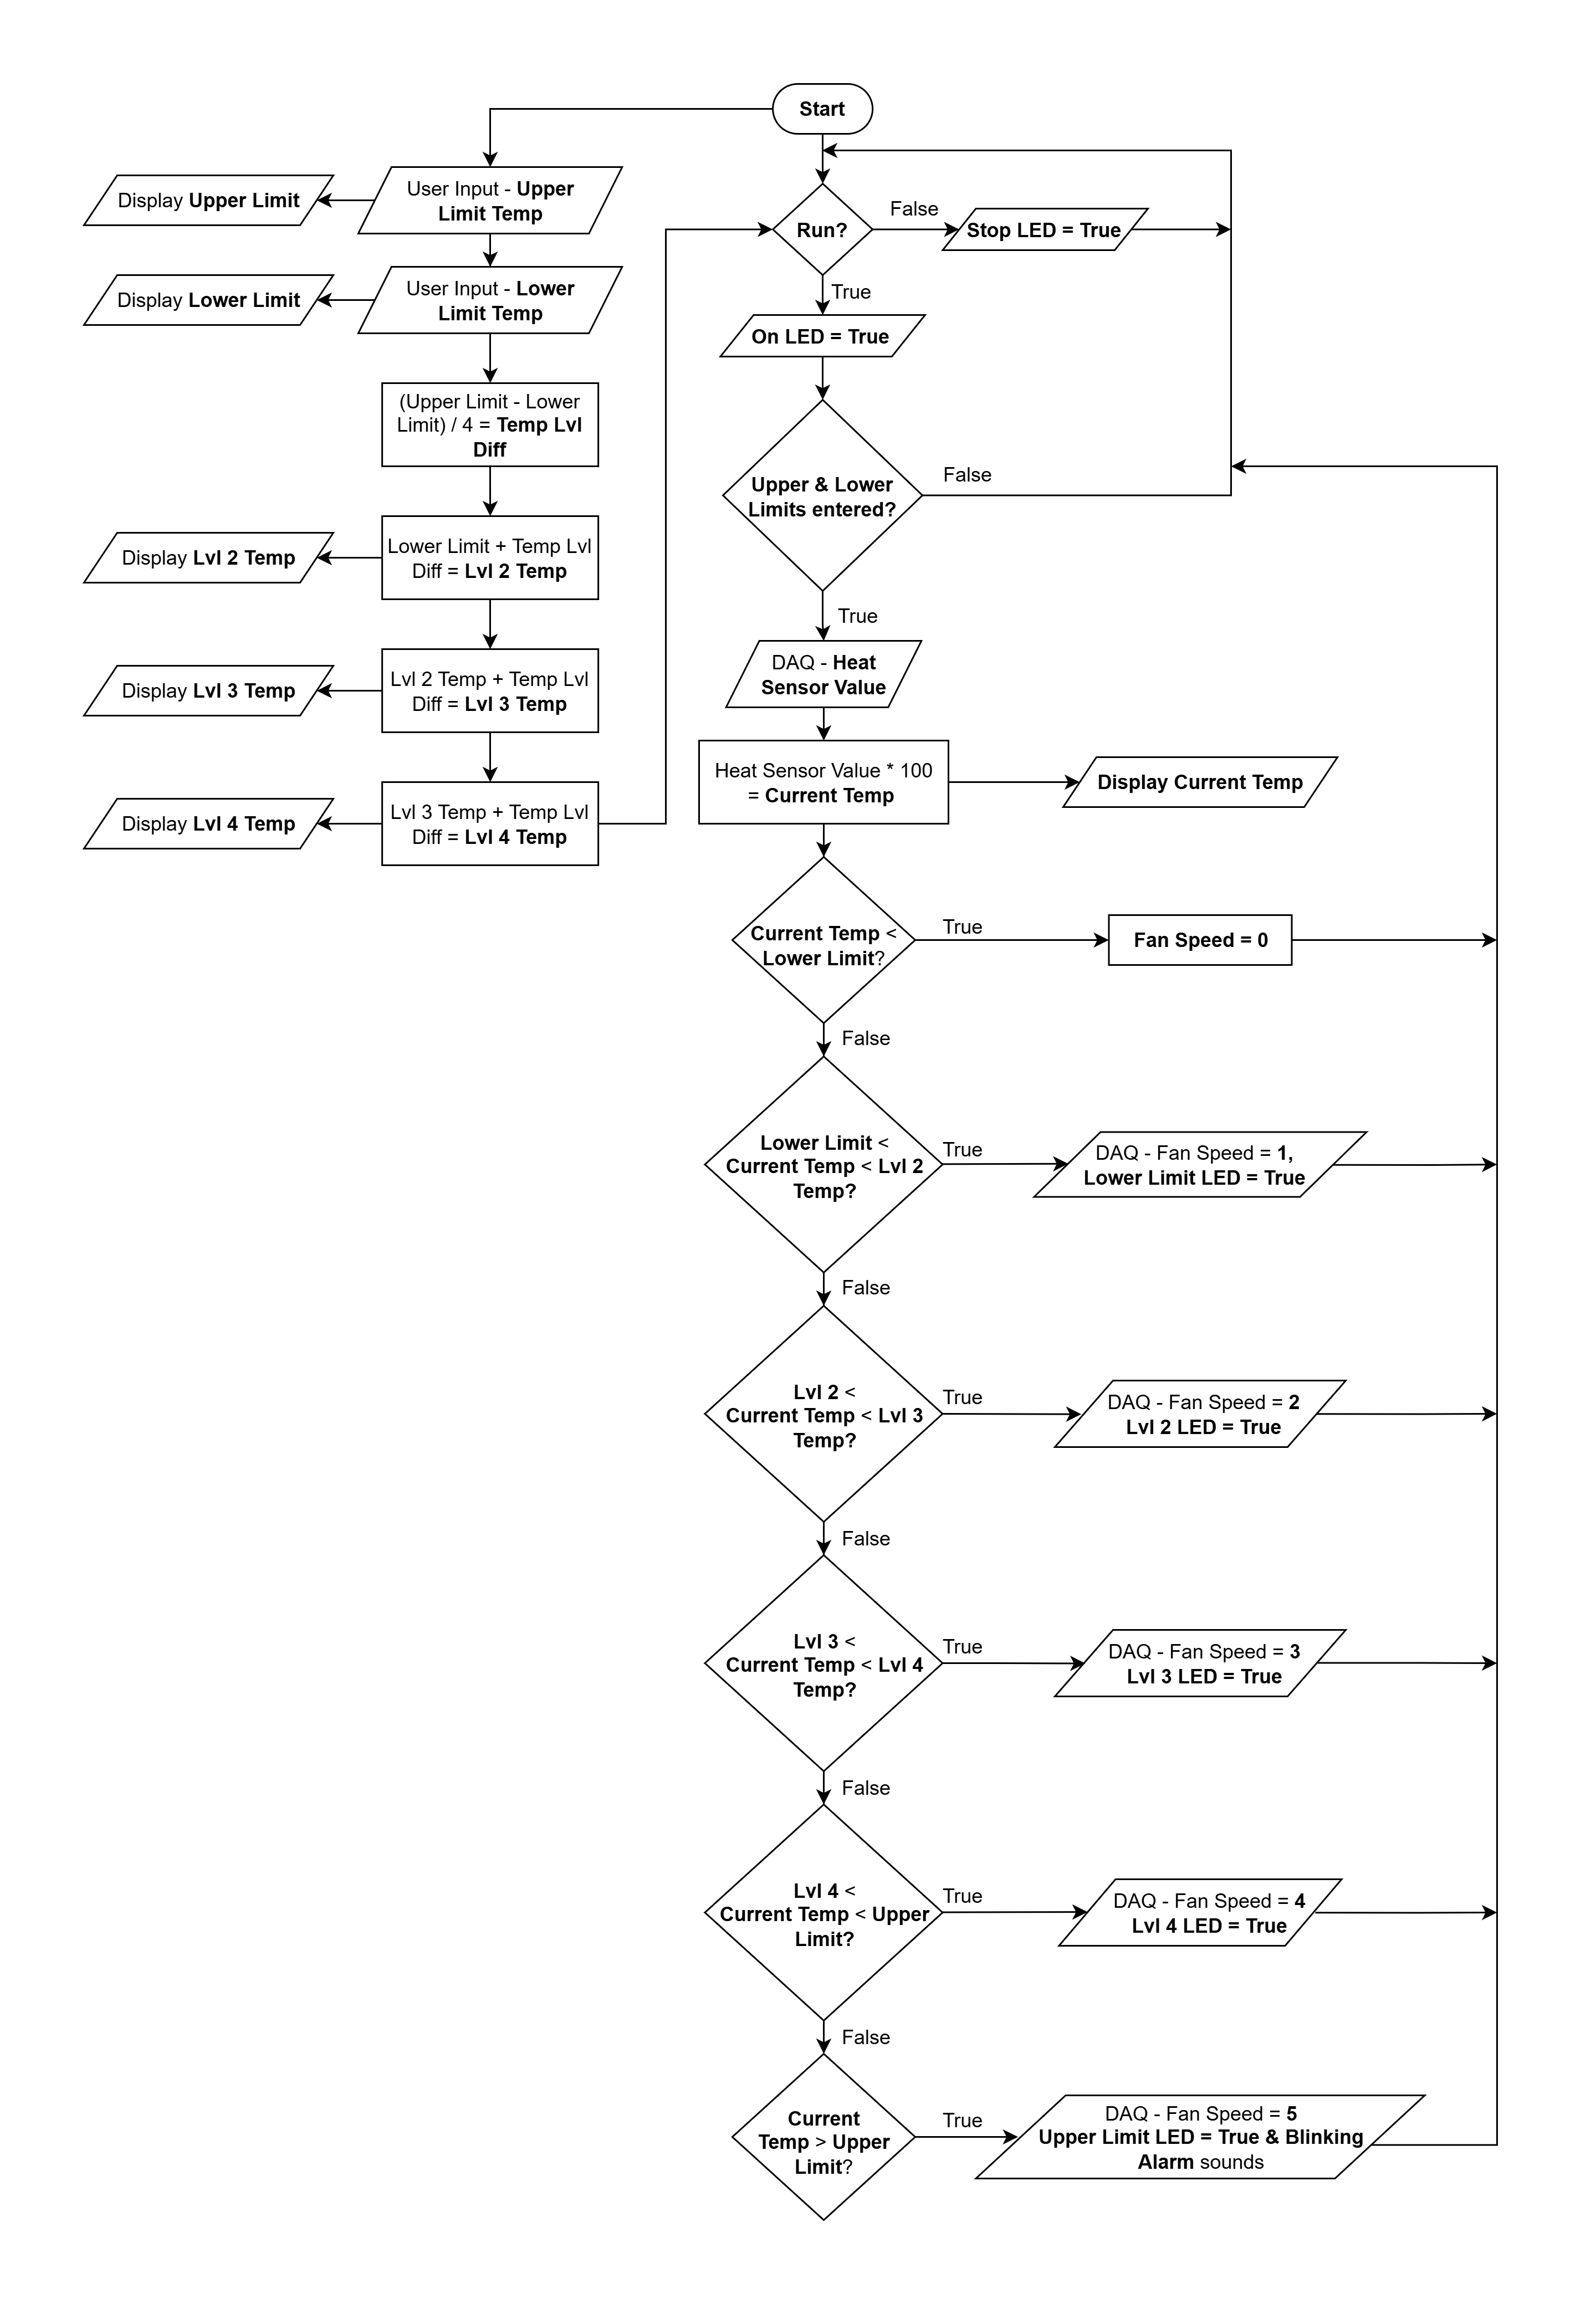 Start
User Input - Upper
Limit Temp
Display Upper Limit
User Input - Lower
Limit Temp
Display Lower Limit
(Upper Limit - Lower
Limit) / 4 = Temp Lvl
Diff
Lower Limit + Temp Lvl
Diff = Lvl 2 Temp
Display Lvl 2 Temp
Lvl 2 Temp + Temp Lvl
Diff = Lvl 3 Temp
Display Lvl 3 Temp
Lvl 3 Temp + Temp Lvl
Diff = Lvl 4 Temp
Display Lvl 4 Temp
Run?
False
Stop LED = True
True
On LED = True
Upper & Lower
Limits entered?
False
True
DAQ - Heat
Sensor Value
Heat Sensor Value * 100
= Current Temp
Display Current Temp
Current Temp <
Lower Limit?
True
Fan Speed = 0
False
Lower Limit <
Current Temp < Lvl 2
Temp?
True
DAQ - Fan Speed = 1,
Lower Limit LED = True
False
Lvl 2 <
Current Temp < Lvl 3
Temp?
True
DAQ - Fan Speed = 2
Lvl 2 LED = True
False
Lvl 3 <
Current Temp < Lvl 4
Temp?
True
DAQ - Fan Speed = 3
Lvl 3 LED = True
False
Lvl 4 <
Current Temp < Upper
Limit?
True
DAQ - Fan Speed = 4
Lvl 4 LED = True
False
Current
Temp > Upper
Limit?
True
DAQ - Fan Speed = 5
Upper Limit LED = True & Blinking
Alarm sounds